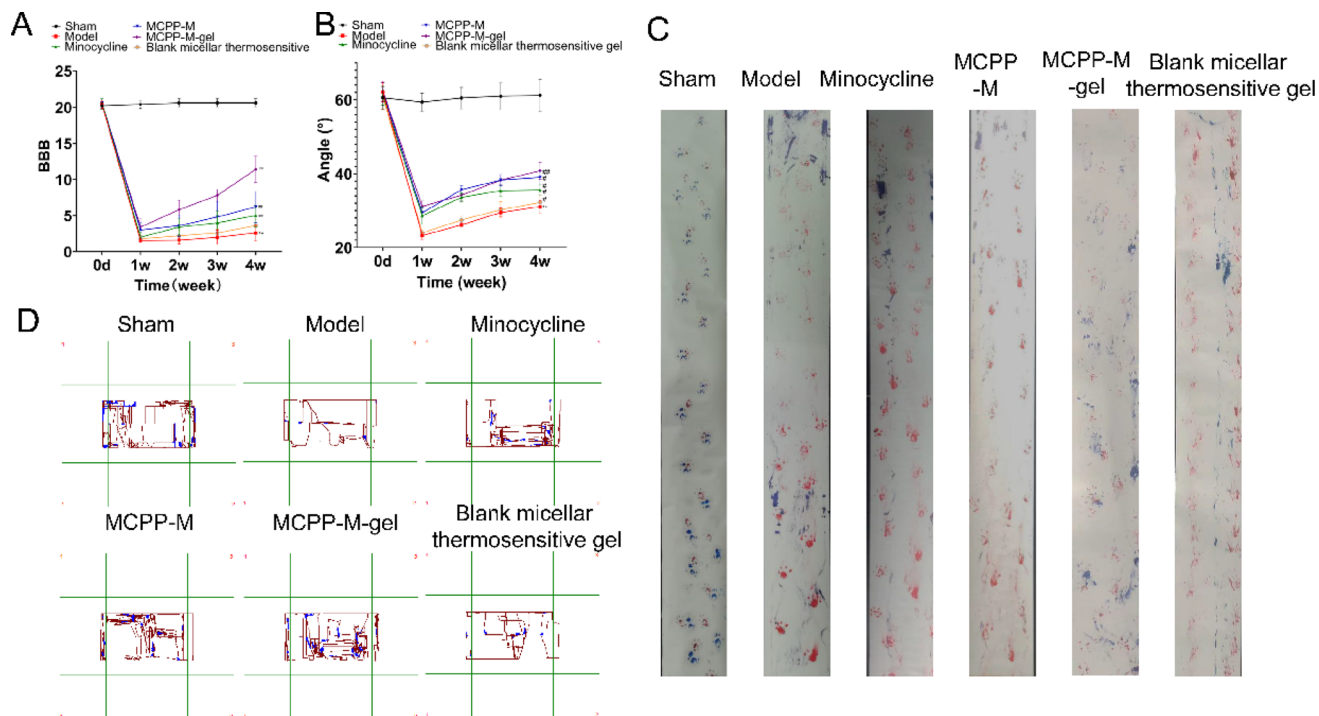 A
Sham
Model
Minocycline
MCPP-M
MCPP-M-gel
Blank micellar thermosensitive
25
20
15
10
5
0
BBB
0d 1w 2w 3w 4w
Time(week)
B
Sham
Model
Minocycline
MCPP-M
MCPP-M-gel
Blank micellar thermosensitive gel
60
40
20
Angle (°)
0d 1w 2w 3w 4w
Time (week)
C
Sham
Model
Minocycline
MCPP
-M
MCPP-M
-gel
Blank micellar
thermosensitive gel
D
Sham
Model
Minocycline
MCPP-M
MCPP-M-gel
Blank micellar
thermosensitive gel